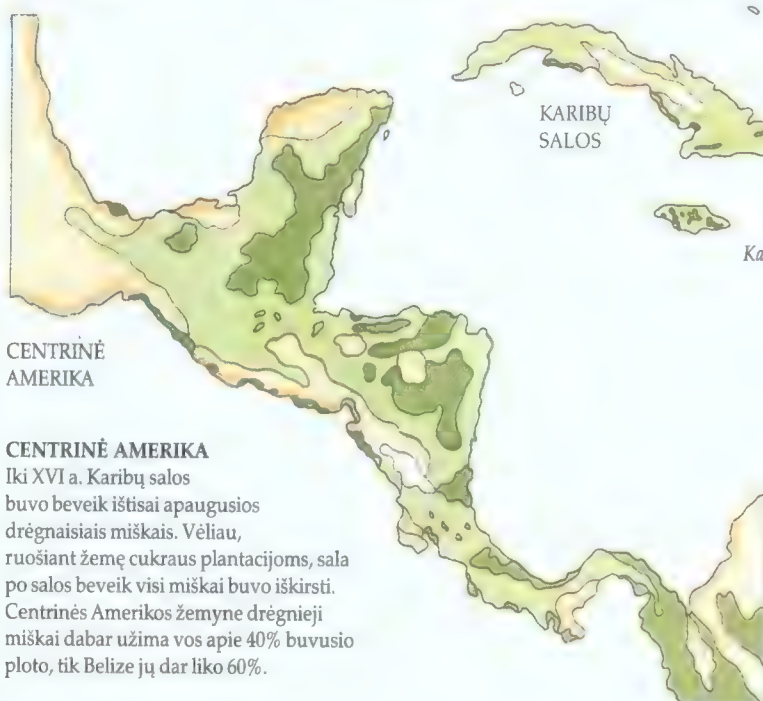 KARIBŲ
SALOS
CENTRINĖ
AMERIKA
CENTRINĖ AMERIKA
Iki XVI a. Karibų salos
buvo beveik ištisai apaugusios
drėgnaisiais miškais. Vėliau,
ruošiant žemę cukraus plantacijoms, sala
po salos beveik visi miškai buvo iškirsti.
Centrinės Amerikos žemyne drėgnieji
miškai dabar užima vos apie 40% buvusio
ploto, tik Belize jų dar liko 60%.